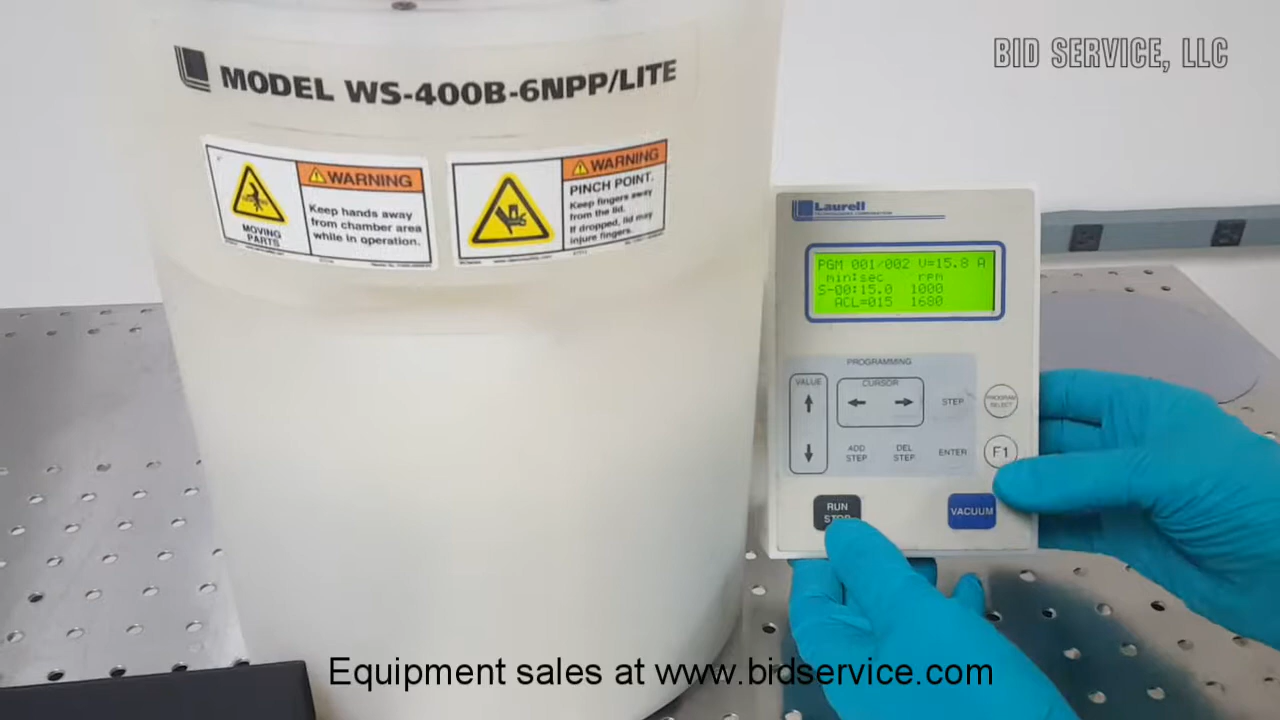 BID SERVICE, LLC
MODEL WS-400B-6NPP/LITE
WARNING
Keep hands away
from chamber area
while in operation.
MOVING
PARTS
WARNING
PINCH POINT.
Keep fingers away
from the lid.
If dropped, lid may
injure fingers.
Laurell
TECHNOLOGIES CORPORATION
PGM 001/002 V=15.8 A
min:sec rpm
S-00:15.0 1000
ACL=015 1680
PROGRAMMING
VALUE
CURSOR
STEP
PROGRAM
SELECT
ADD
STEP
DEL
STEP
ENTER
F1
RUN
STOP
VACUUM
Equipment sales at www.bidservice.com